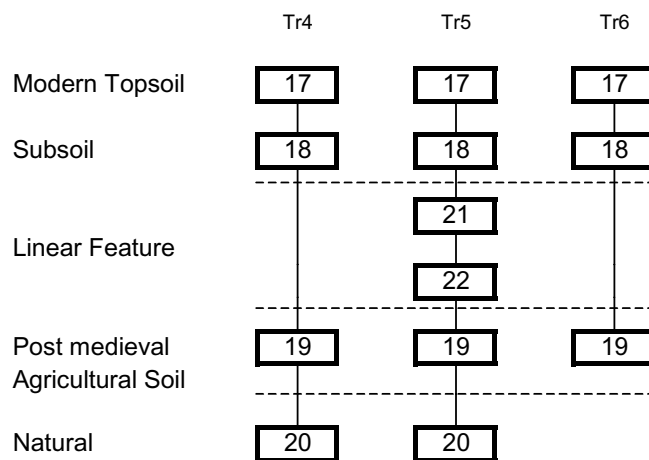 Tr4 Tr5 Tr6
Modern Topsoil 17 17 17
Subsoil 18 18 18
21
Linear Feature
22
Post medieval 19 19 19
Agricultural Soil
Natural 20 20